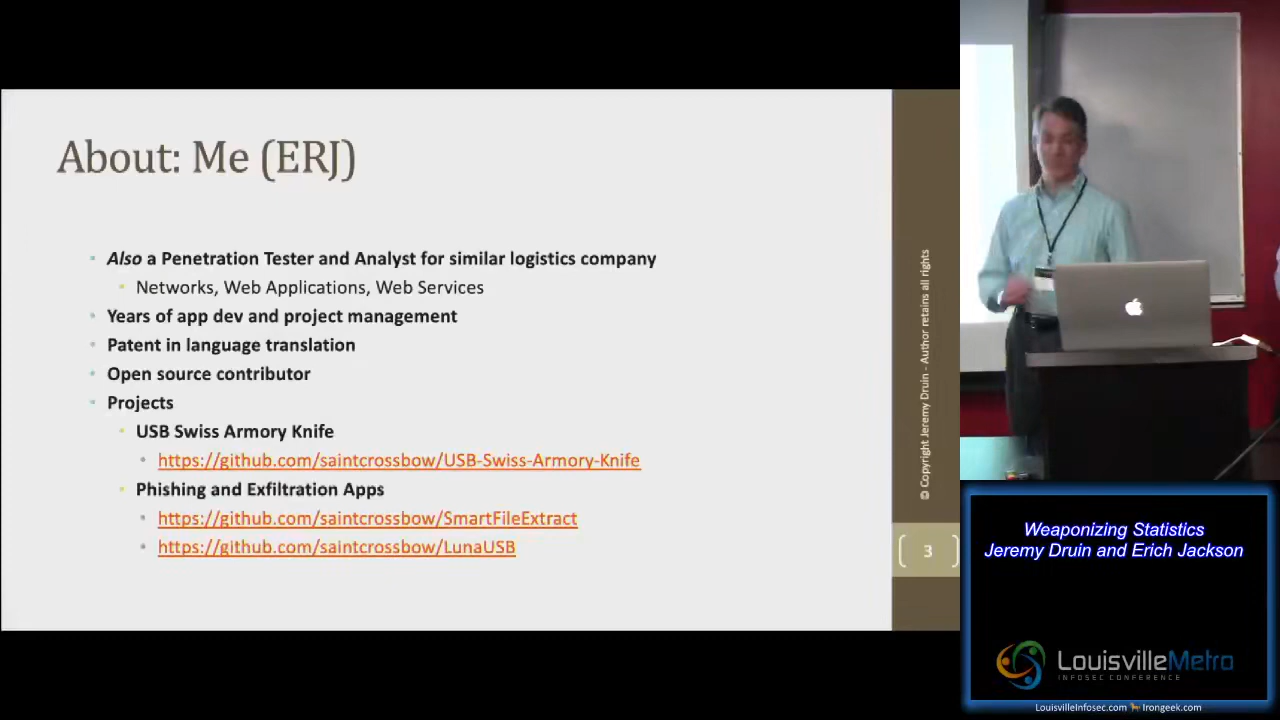 About: Me (ERJ)
Also a Penetration Tester and Analyst for similar logistics company
Networks, Web Applications, Web Services
Years of app dev and project management
Patent in language translation
Open source contributor
Projects
USB Swiss Armory Knife
https://github.com/saintcrossbow/USB-Swiss-Armory-Knife
Phishing and Exfiltration Apps
https://github.com/saintcrossbow/SmartFileExtract
https://github.com/saintcrossbow/LunaUSB
© Copyright Jeremy Druin - Author retains all rights
3
Weaponizing Statistics
Jeremy Druin and Erich Jackson
LouisvilleMetro
INFOSEC CONFERENCE
LouisvilleInfosec.com Irongeek.com